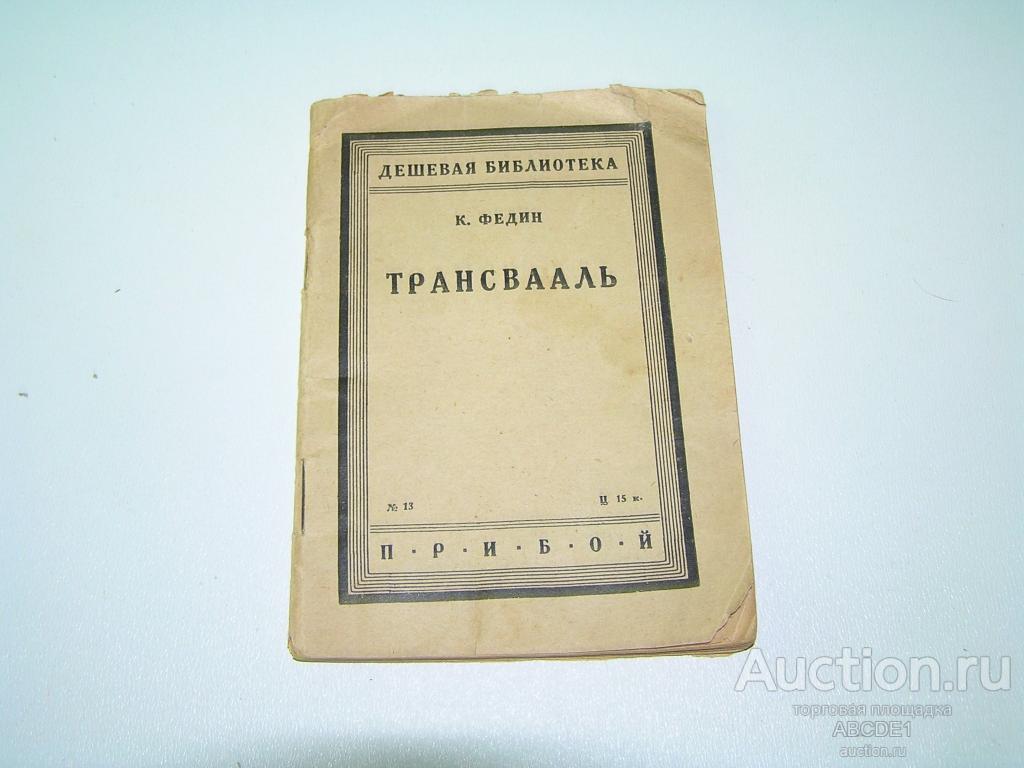 ДЕШЕВАЯ БИБЛИОТЕКА
К. ФЕДИН
ТРАНСВААЛЬ
№ 13 Ц 15 к.
П·Р·И·Б·О·Й
Auction.ru
торговая площадка
ABCDE1
auction.ru